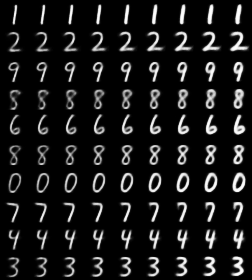 1 1 1 1 1 1 1 1 1
2 2 2 2 2 2 2 2 2
9 9 9 9 9 9 9 9 9
8 8 8 8 8 8 8 8 8
6 6 6 6 6 6 6 6 6
8 8 8 8 8 8 8 8 8
0 0 0 0 0 0 0 0 0
7 7 7 7 7 7 7 7 7
4 4 4 4 4 4 4 4 4
3 3 3 3 3 3 3 3 3